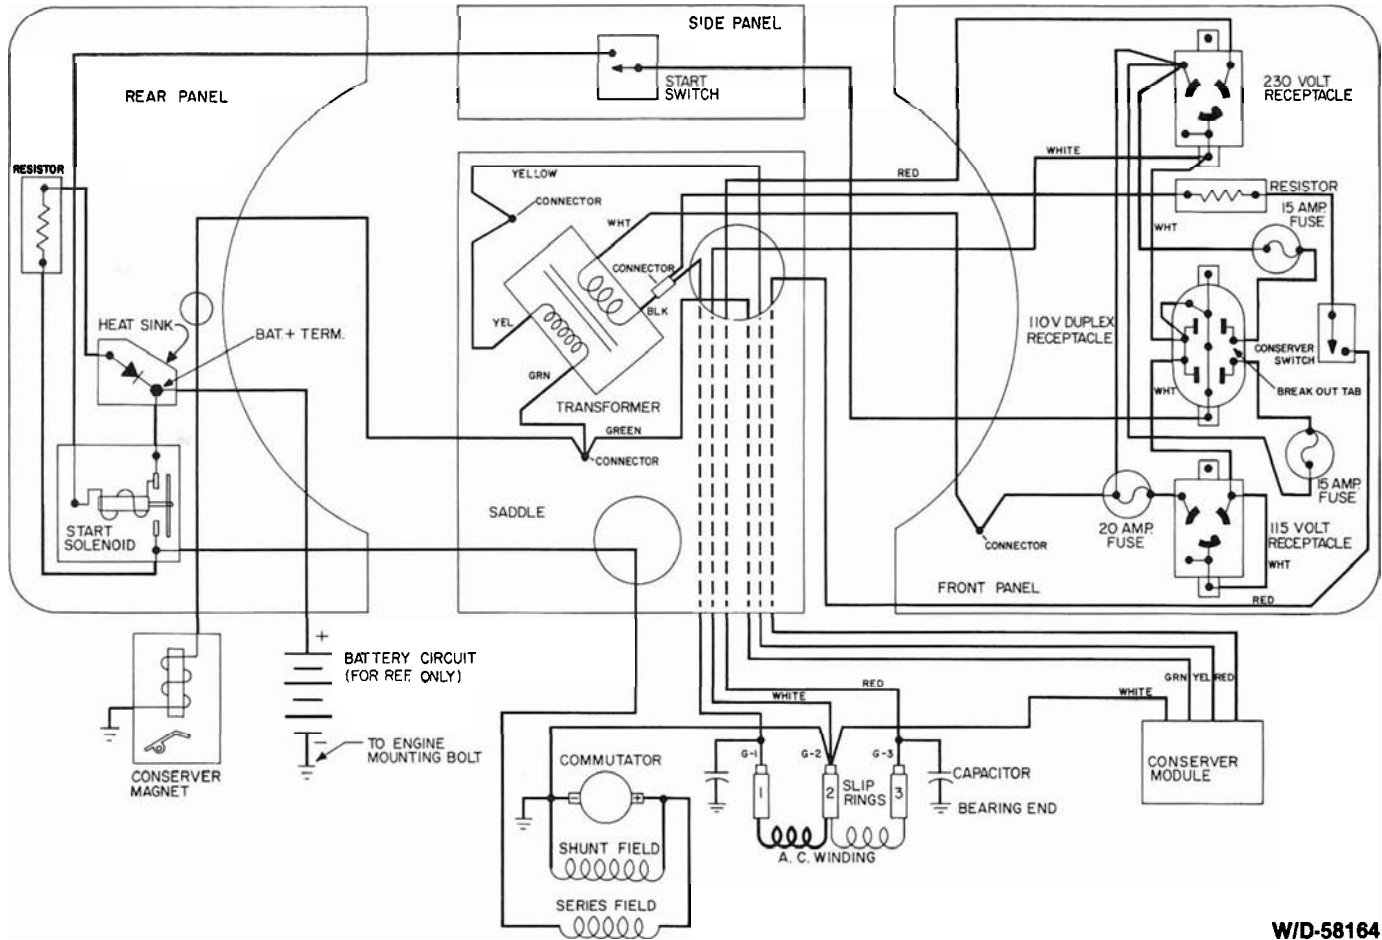 SIDE PANEL
START
SWITCH
REAR PANEL
230 VOLT
RECEPTACLE
RESISTOR
YELLOW
CONNECTOR
WHT
RED
WHITE
RESISTOR
15 AMP.
FUSE
WHT
CONNECTOR
BLK
YEL
HEAT SINK
BAT.+ TERM.
110 V DUPLEX
RECEPTACLE
CONSERVER
SWITCH
BREAK OUT TAB
WHT
GRN
TRANSFORMER
GREEN
CONNECTOR
SADDLE
START
SOLENOID
15 AMP.
FUSE
20 AMP.
FUSE
115 VOLT
RECEPTACLE
WHT
CONNECTOR
FRONT PANEL
RED
+
BATTERY CIRCUIT
(FOR REF. ONLY)
−
TO ENGINE
MOUNTING BOLT
CONSERVER
MAGNET
RED
WHITE
WHITE
GRN YEL RED
CONSERVER
MODULE
COMMUTATOR
− +
SHUNT FIELD
SERIES FIELD
G-1 G-2 G-3
1 2 3
SLIP
RINGS
CAPACITOR
BEARING END
A.C. WINDING
W/D-58164